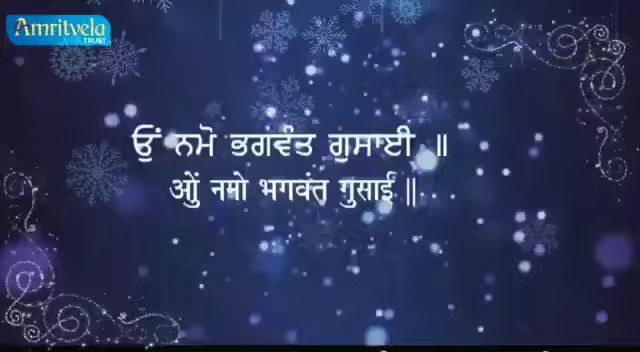 Amritvela
TRUST
ਓੁਂ ਨਮੋ ਭਗਵੰਤ ਗੁਸਾਈ ॥
ओुं नमो भगवंत गुसाईं ॥